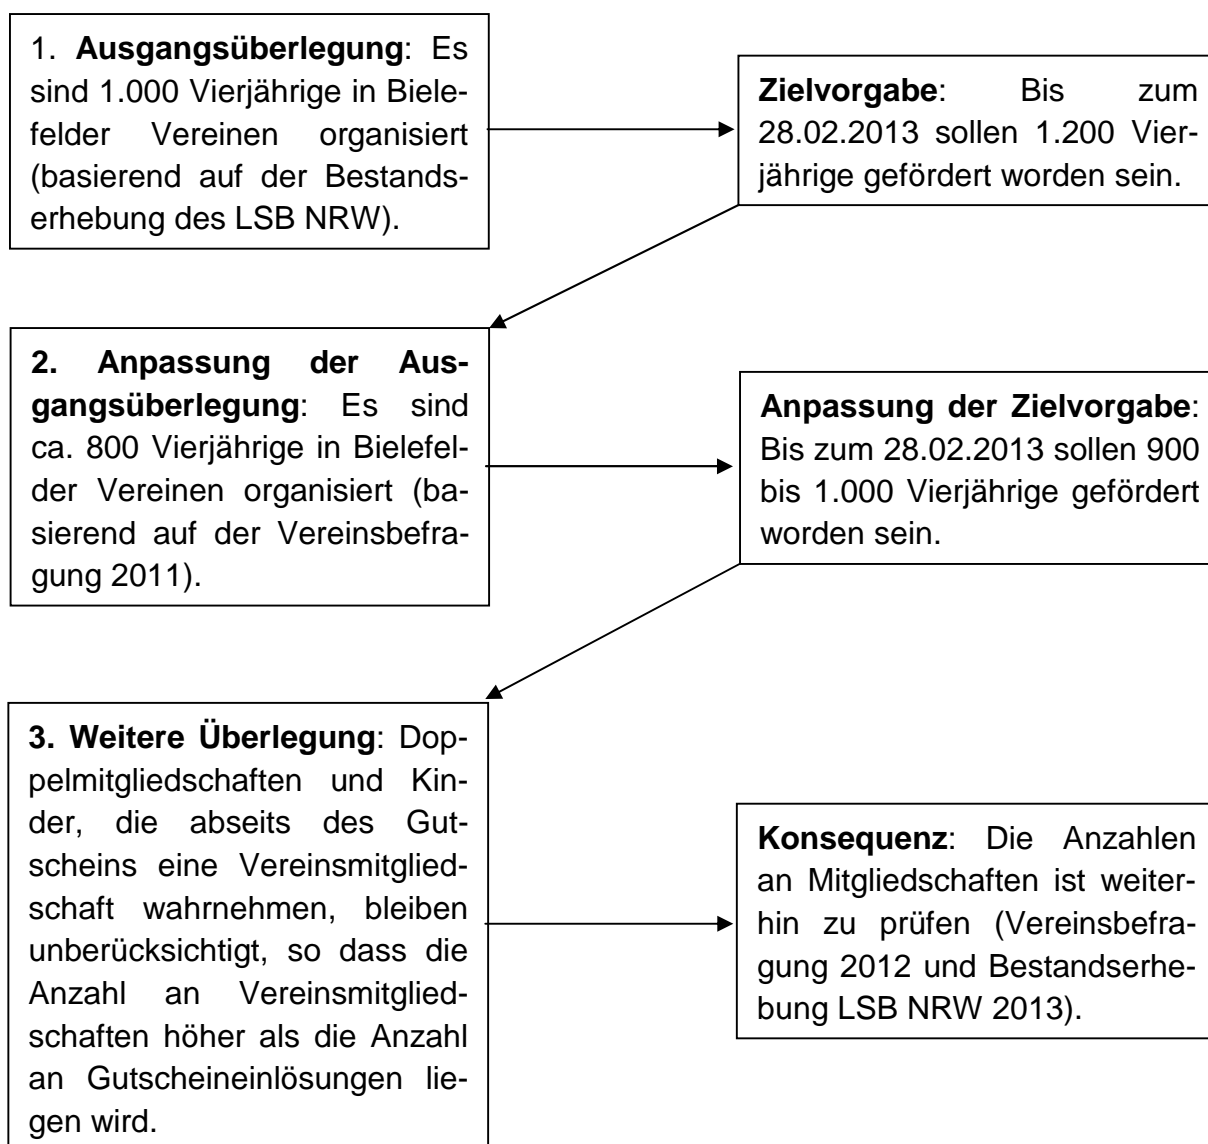 1. Ausgangsüberlegung: Es
sind 1.000 Vierjährige in Biele-
felder Vereinen organisiert
(basierend auf der Bestands-
erhebung des LSB NRW).
Zielvorgabe: Bis zum
28.02.2013 sollen 1.200 Vier-
jährige gefördert worden sein.
2. Anpassung der Aus-
gangsüberlegung: Es sind
ca. 800 Vierjährige in Bielefel-
der Vereinen organisiert (ba-
sierend auf der Vereinsbefra-
gung 2011).
Anpassung der Zielvorgabe:
Bis zum 28.02.2013 sollen 900
bis 1.000 Vierjährige gefördert
worden sein.
3. Weitere Überlegung: Dop-
pelmitgliedschaften und Kin-
der, die abseits des Gut-
scheins eine Vereinsmitglied-
schaft wahrnehmen, bleiben
unberücksichtigt, so dass die
Anzahl an Vereinsmitglied-
schaften höher als die Anzahl
an Gutscheineinlösungen lie-
gen wird.
Konsequenz: Die Anzahlen
an Mitgliedschaften ist weiter-
hin zu prüfen (Vereinsbefra-
gung 2012 und Bestandserhe-
bung LSB NRW 2013).